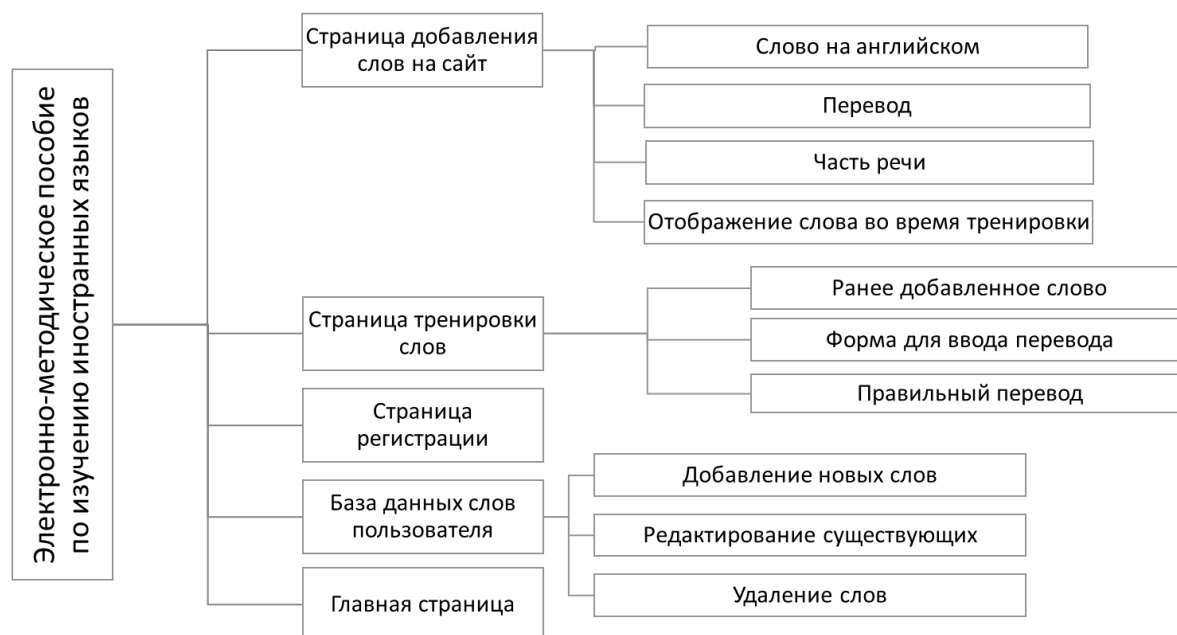 Электронно-методическое пособие
по изучению иностранных языков
Страница добавления
слов на сайт
Слово на английском
Перевод
Часть речи
Отображение слова во время тренировки
Страница тренировки
слов
Ранее добавленное слово
Форма для ввода перевода
Правильный перевод
Страница
регистрации
База данных слов
пользователя
Добавление новых слов
Редактирование существующих
Удаление слов
Главная страница